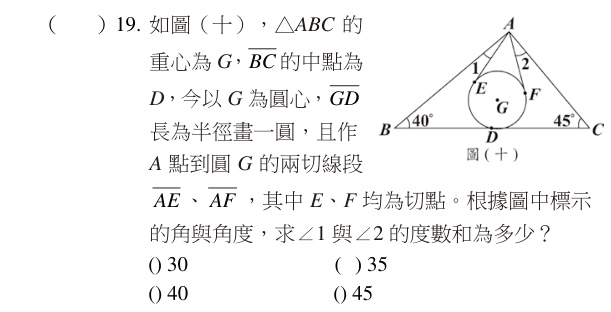 (　　) 19. 如圖（十），△ABC 的
重心為 G，BC 的中點為
D，今以 G 為圓心，GD
長為半徑畫一圓，且作
A 點到圓 G 的兩切線段
AE 、 AF ，其中 E、F 均為切點。根據圖中標示
的角與角度，求∠1 與∠2 的度數和為多少？
() 30　　( ) 35
() 40　　() 45
A
1 2
E F
G
B 40° 45° C
D
圖（十）